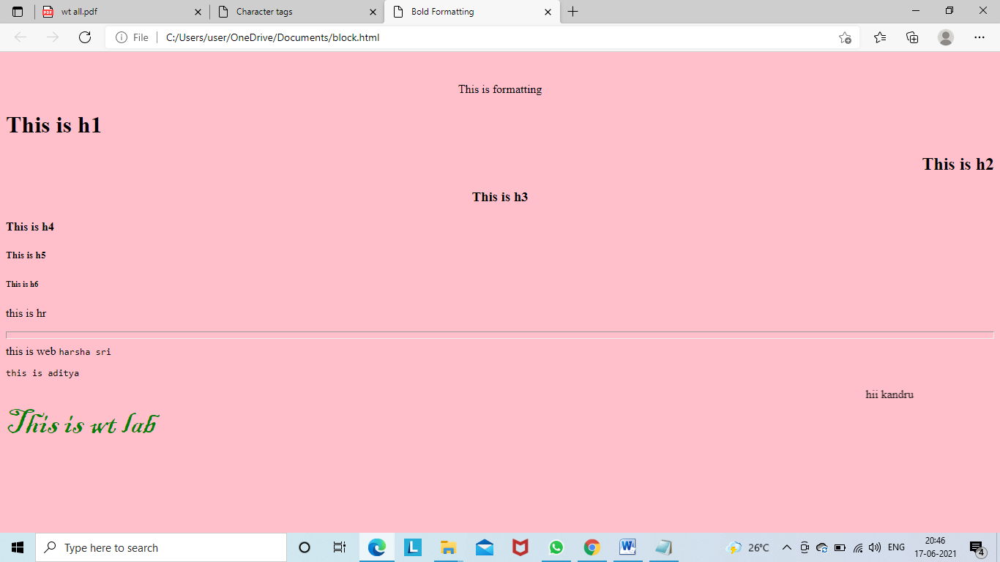 wt all.pdf
Character tags
Bold Formatting
File
C:/Users/user/OneDrive/Documents/block.html
This is formatting
This is h1
This is h2
This is h3
This is h4
This is h5
This is h6
this is hr
this is web harsha sri
this is aditya
hii kandru
This is wt lab
Type here to search
L
W
26°C
ENG
20:46
17-06-2021
4